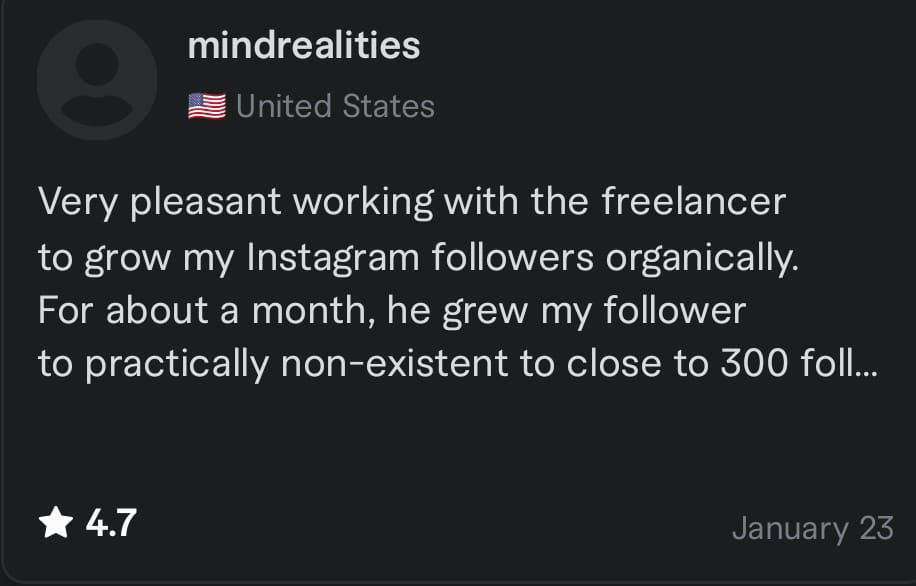 mindrealities
🇺🇸 United States
Very pleasant working with the freelancer
to grow my Instagram followers organically.
For about a month, he grew my follower
to practically non-existent to close to 300 foll...
★ 4.7
January 23